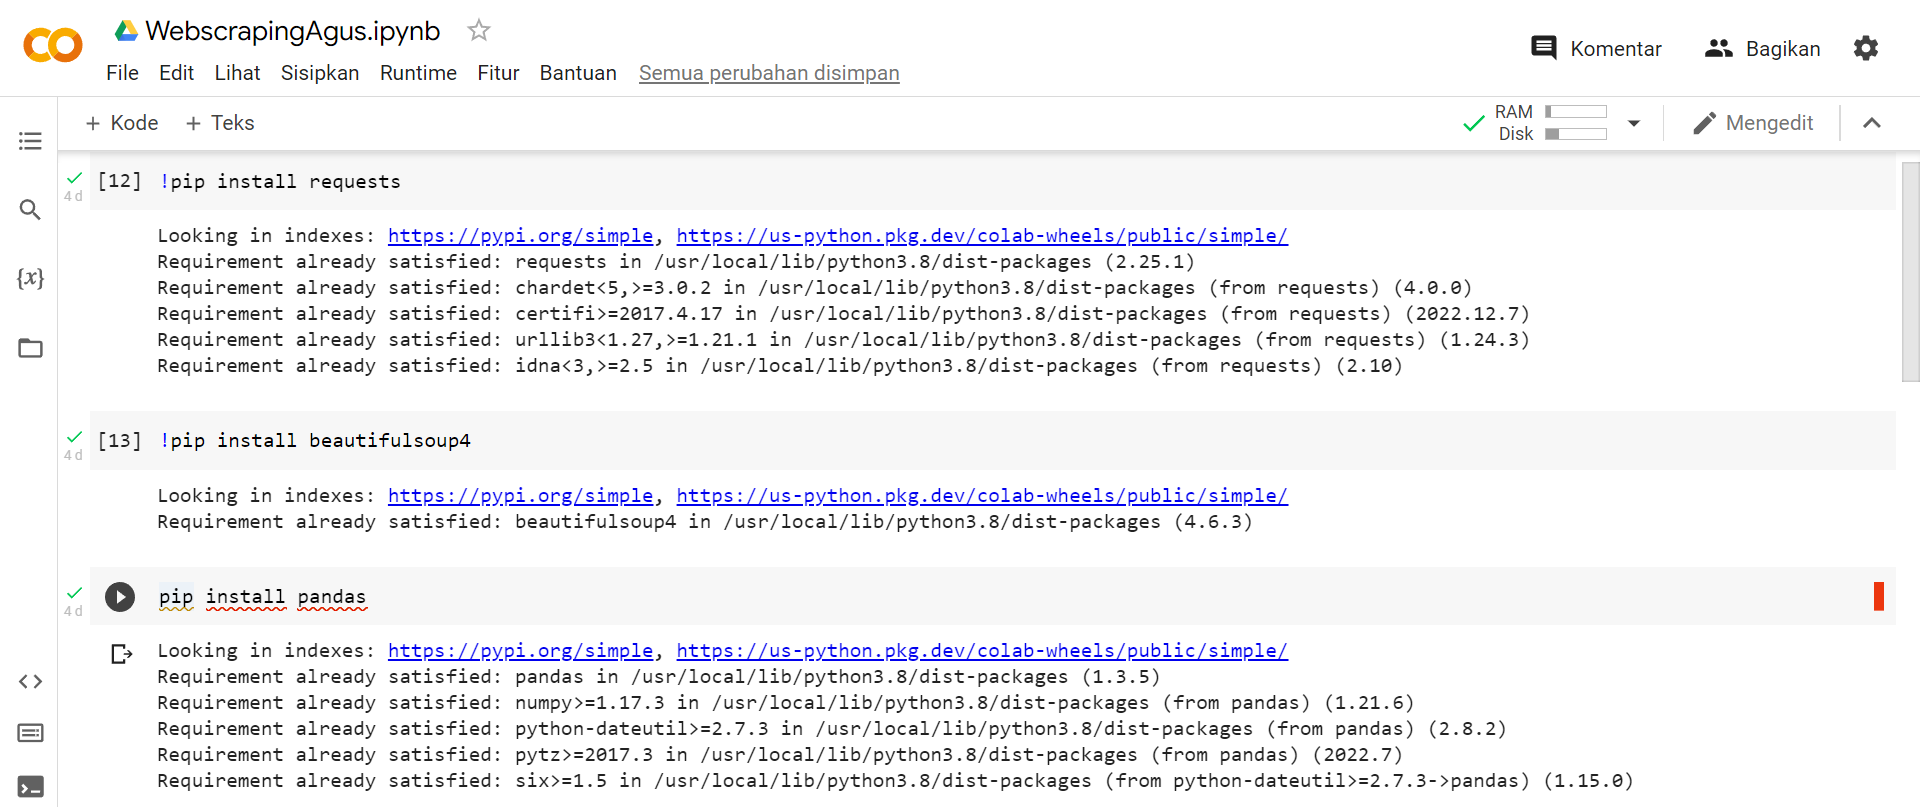 WebscrapingAgus.ipynb
File Edit Lihat Sisipkan Runtime Fitur Bantuan Semua perubahan disimpan
Komentar Bagikan
+ Kode + Teks
RAM
Disk
Mengedit
[12] !pip install requests
4 d
Looking in indexes: https://pypi.org/simple, https://us-python.pkg.dev/colab-wheels/public/simple/
Requirement already satisfied: requests in /usr/local/lib/python3.8/dist-packages (2.25.1)
Requirement already satisfied: chardet<5,>=3.0.2 in /usr/local/lib/python3.8/dist-packages (from requests) (4.0.0)
Requirement already satisfied: certifi>=2017.4.17 in /usr/local/lib/python3.8/dist-packages (from requests) (2022.12.7)
Requirement already satisfied: urllib3<1.27,>=1.21.1 in /usr/local/lib/python3.8/dist-packages (from requests) (1.24.3)
Requirement already satisfied: idna<3,>=2.5 in /usr/local/lib/python3.8/dist-packages (from requests) (2.10)
[13] !pip install beautifulsoup4
4 d
Looking in indexes: https://pypi.org/simple, https://us-python.pkg.dev/colab-wheels/public/simple/
Requirement already satisfied: beautifulsoup4 in /usr/local/lib/python3.8/dist-packages (4.6.3)
pip install pandas
4 d
Looking in indexes: https://pypi.org/simple, https://us-python.pkg.dev/colab-wheels/public/simple/
Requirement already satisfied: pandas in /usr/local/lib/python3.8/dist-packages (1.3.5)
Requirement already satisfied: numpy>=1.17.3 in /usr/local/lib/python3.8/dist-packages (from pandas) (1.21.6)
Requirement already satisfied: python-dateutil>=2.7.3 in /usr/local/lib/python3.8/dist-packages (from pandas) (2.8.2)
Requirement already satisfied: pytz>=2017.3 in /usr/local/lib/python3.8/dist-packages (from pandas) (2022.7)
Requirement already satisfied: six>=1.5 in /usr/local/lib/python3.8/dist-packages (from python-dateutil>=2.7.3->pandas) (1.15.0)